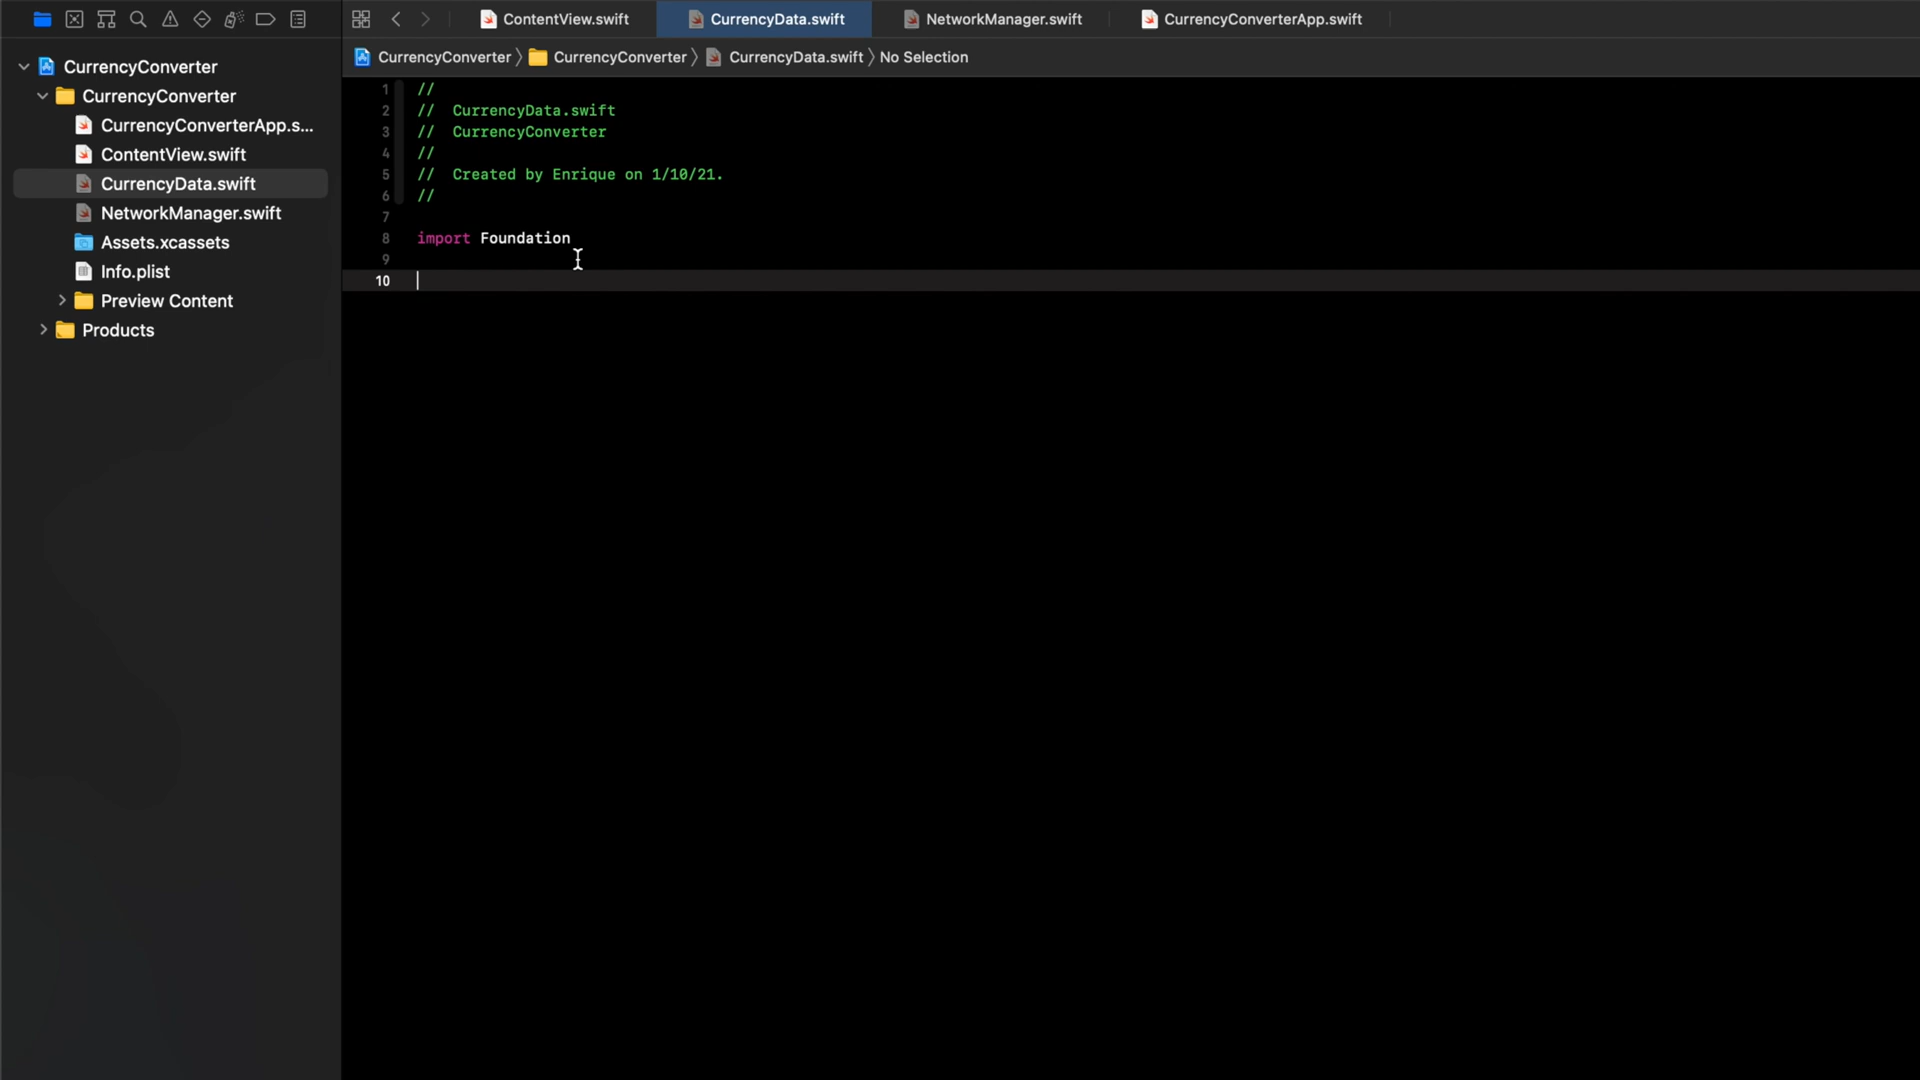 ContentView.swift
CurrencyData.swift
NetworkManager.swift
CurrencyConverterApp.swift
CurrencyConverter
CurrencyConverter
CurrencyData.swift
No Selection
CurrencyConverter
CurrencyConverter
CurrencyConverterApp.s...
ContentView.swift
CurrencyData.swift
NetworkManager.swift
Assets.xcassets
Info.plist
Preview Content
Products
1 //
2 //  CurrencyData.swift
3 //  CurrencyConverter
4 //
5 //  Created by Enrique on 1/10/21.
6 //
7
8 import Foundation
9
10